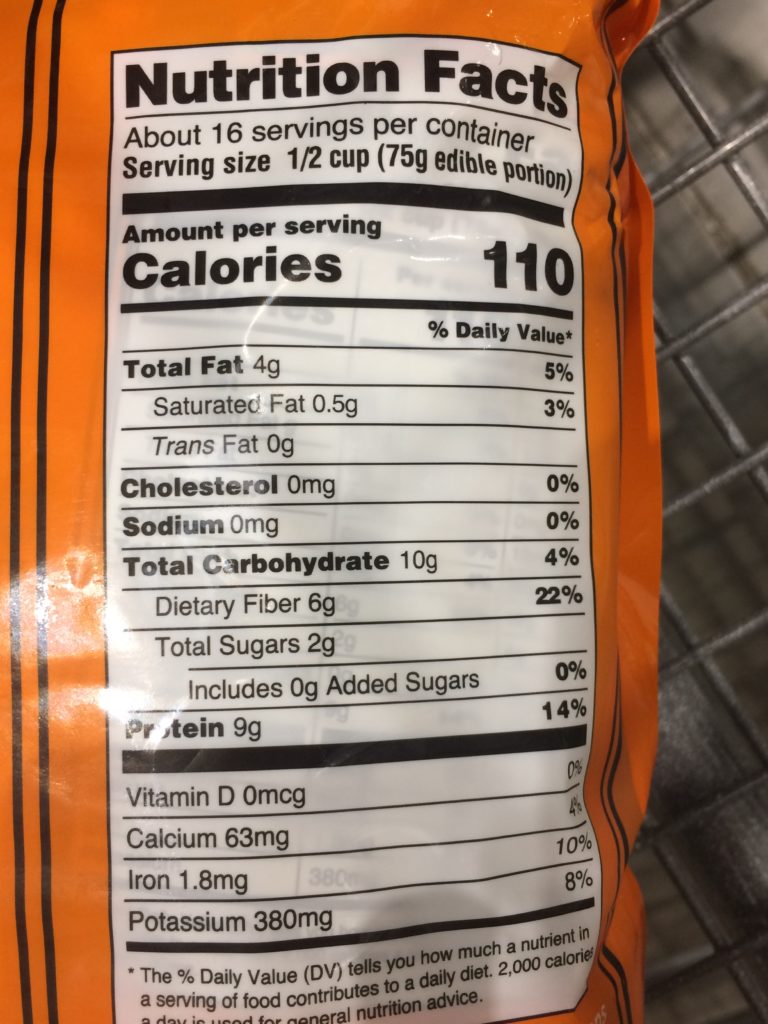 Nutrition Facts
About 16 servings per container
Serving size 1/2 cup (75g edible portion)
Amount per serving
Calories 110
% Daily Value*
Total Fat 4g 5%
Saturated Fat 0.5g 3%
Trans Fat 0g
Cholesterol 0mg 0%
Sodium 0mg 0%
Total Carbohydrate 10g 4%
Dietary Fiber 6g 22%
Total Sugars 2g
Includes 0g Added Sugars 0%
Protein 9g 14%
Vitamin D 0mcg 0%
Calcium 63mg 4%
Iron 1.8mg 10%
Potassium 380mg 8%
* The % Daily Value (DV) tells you how much a nutrient in
a serving of food contributes to a daily diet. 2,000 calories
a day is used for general nutrition advice.